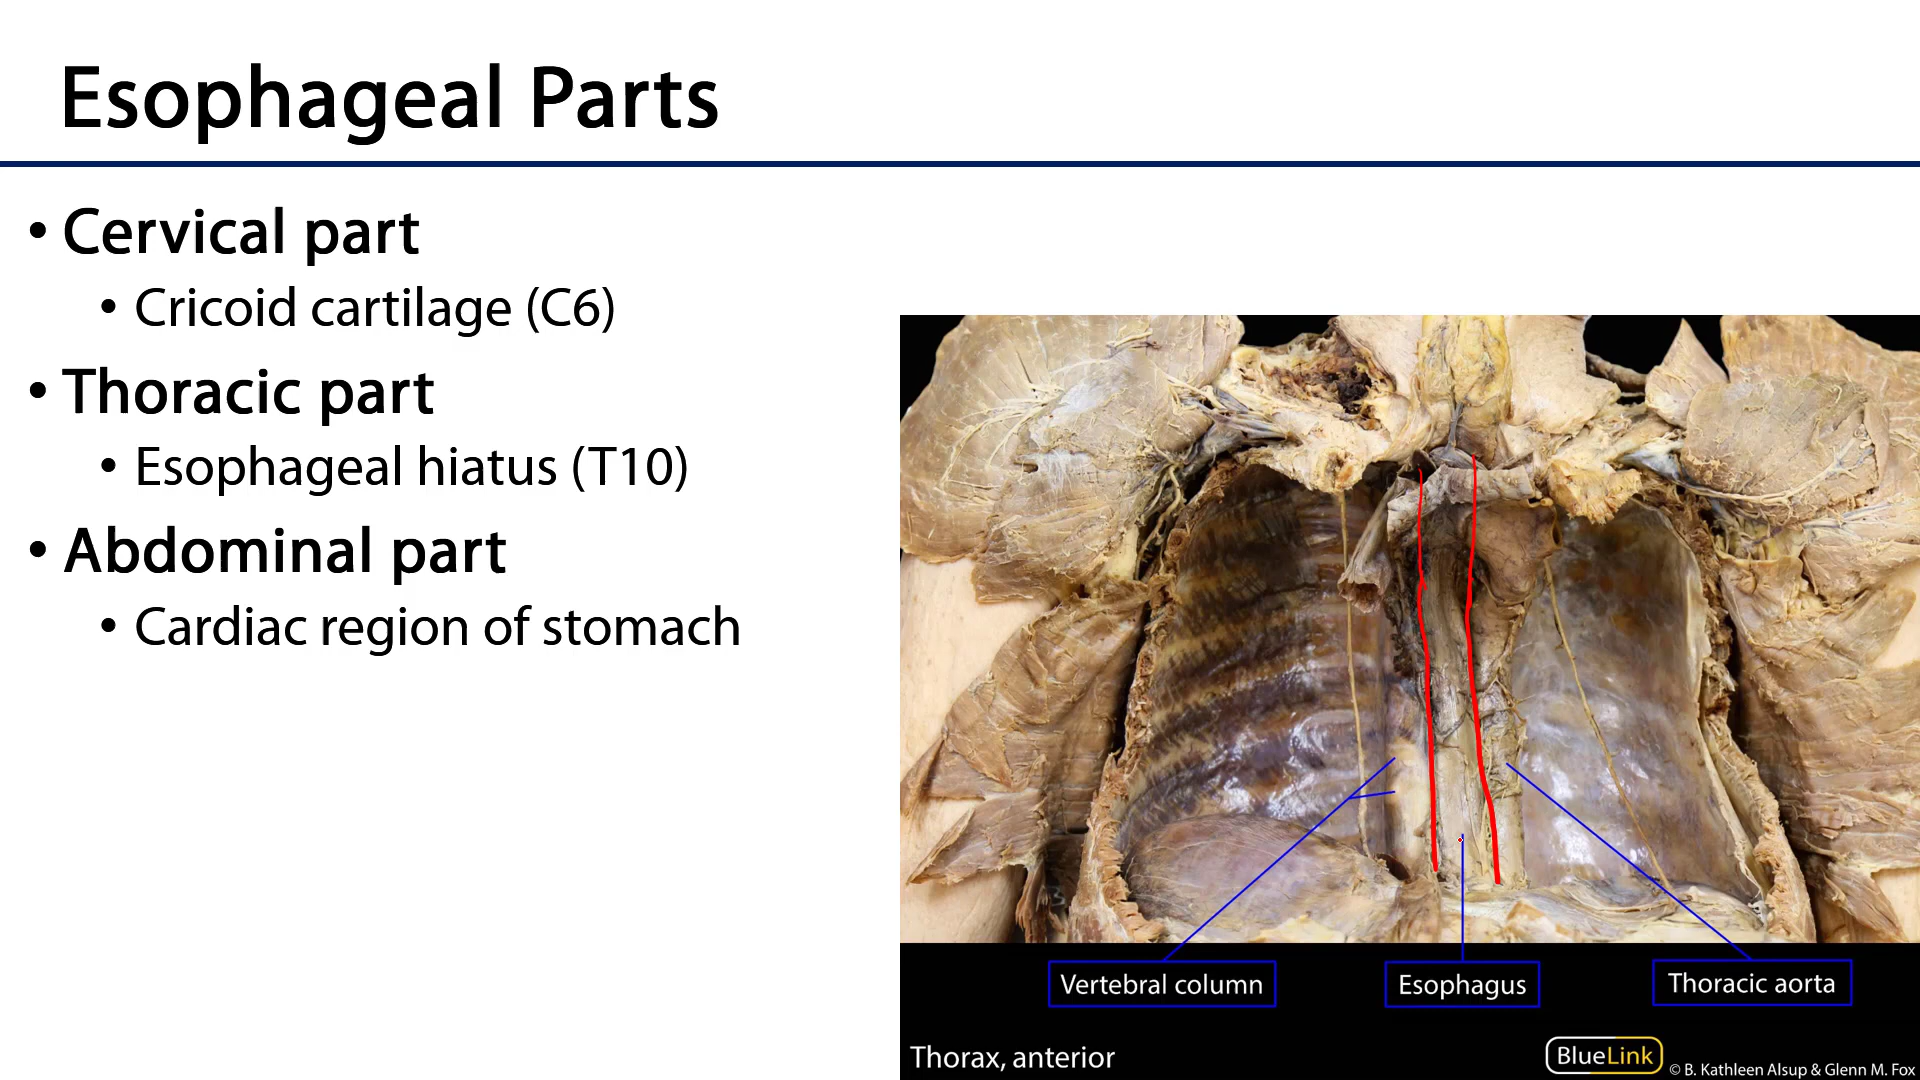 Esophageal Parts
• Cervical part
• Cricoid cartilage (C6)
• Thoracic part
• Esophageal hiatus (T10)
• Abdominal part
• Cardiac region of stomach
Vertebral column
Esophagus
Thoracic aorta
Thorax, anterior
BlueLink
© B. Kathleen Alsup & Glenn M. Fox